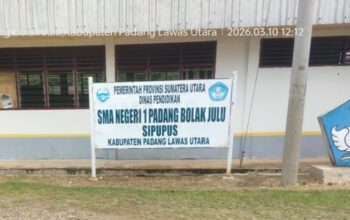 Kabupaten Padang Lawas Utara | 2026.03.10 12:12
PEMERINTAH PROVINSI SUMATERA UTARA
DINAS PENDIDIKAN
SMA NEGERI 1 PADANG BOLAK JULU
SIPUPUS
KABUPATEN PADANG LAWAS UTARA